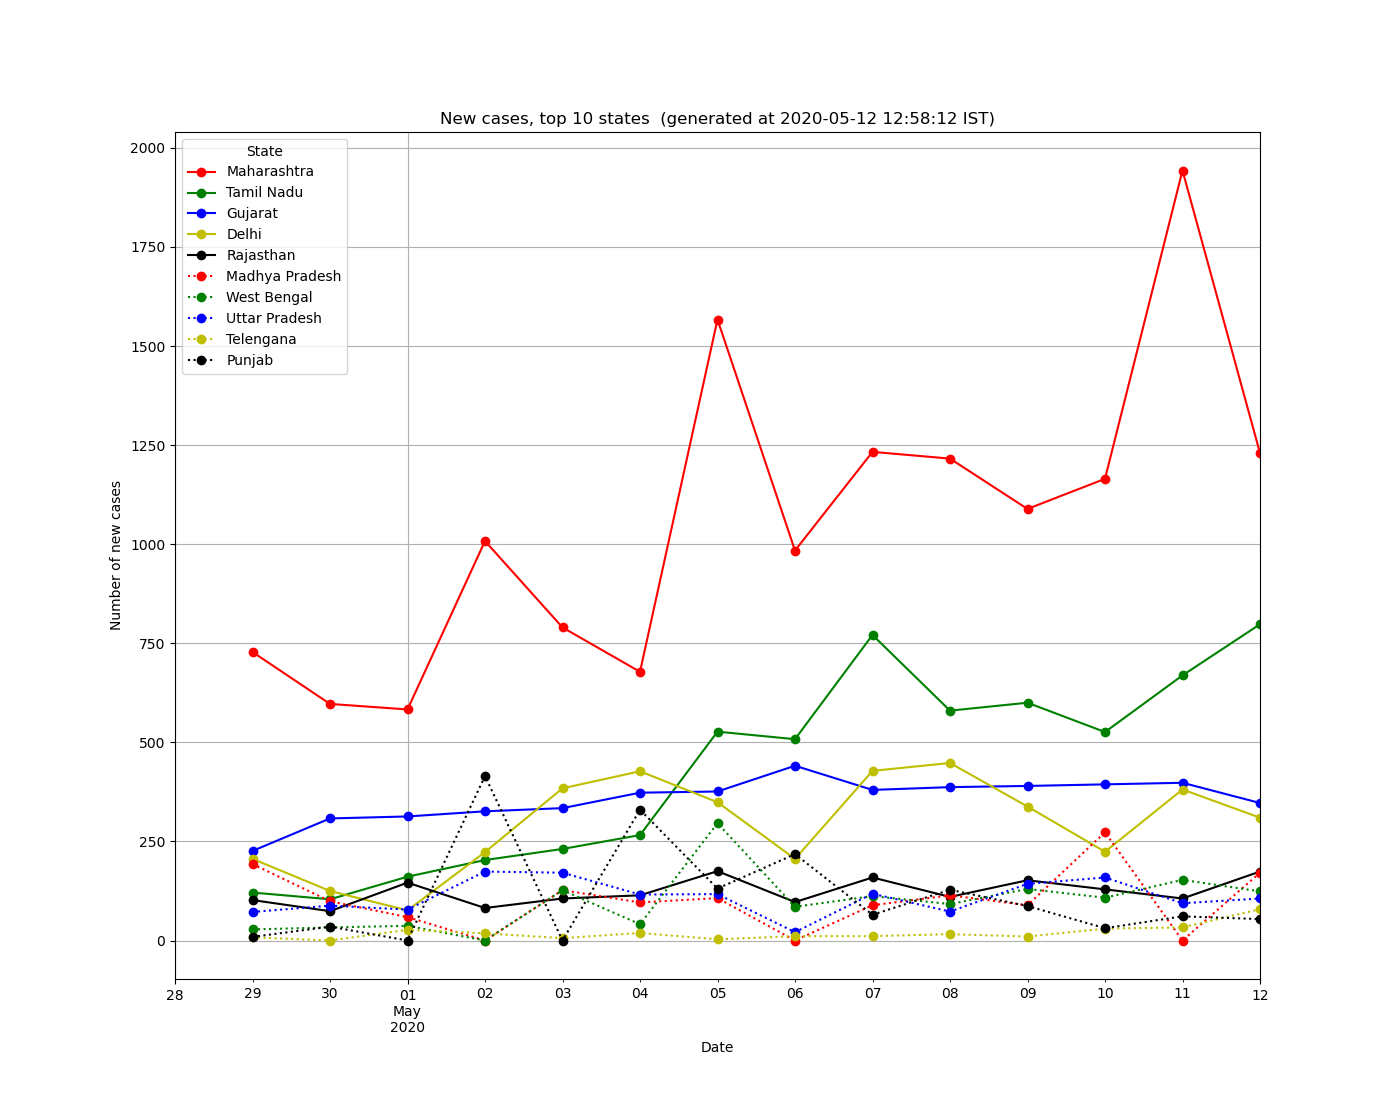 New cases, top 10 states  (generated at 2020-05-12 12:58:12 IST)
2000
1750
1500
1250
1000
750
500
250
0
Number of new cases
State
Maharashtra
Tamil Nadu
Gujarat
Delhi
Rajasthan
Madhya Pradesh
West Bengal
Uttar Pradesh
Telengana
Punjab
28 29 30 01 02 03 04 05 06 07 08 09 10 11 12
May
2020
Date